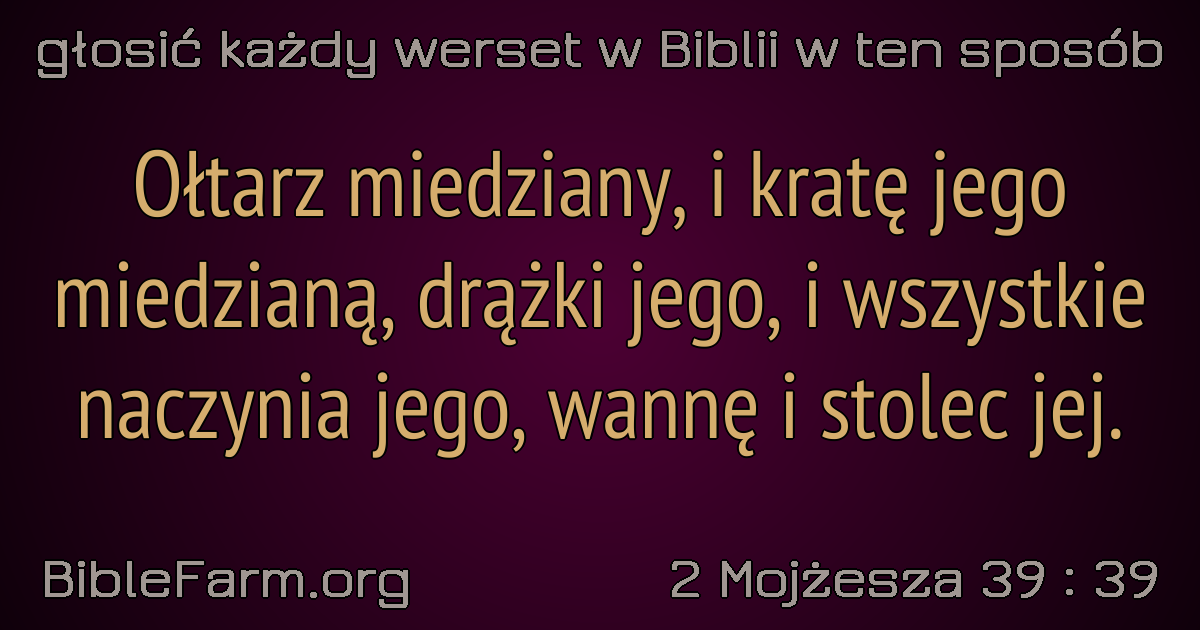 głosić każdy werset w Biblii w ten sposób
Ołtarz miedziany, i kratę jego
miedzianą, drążki jego, i wszystkie
naczynia jego, wannę i stolec jej.
BibleFarm.org
2 Mojżesza 39 : 39